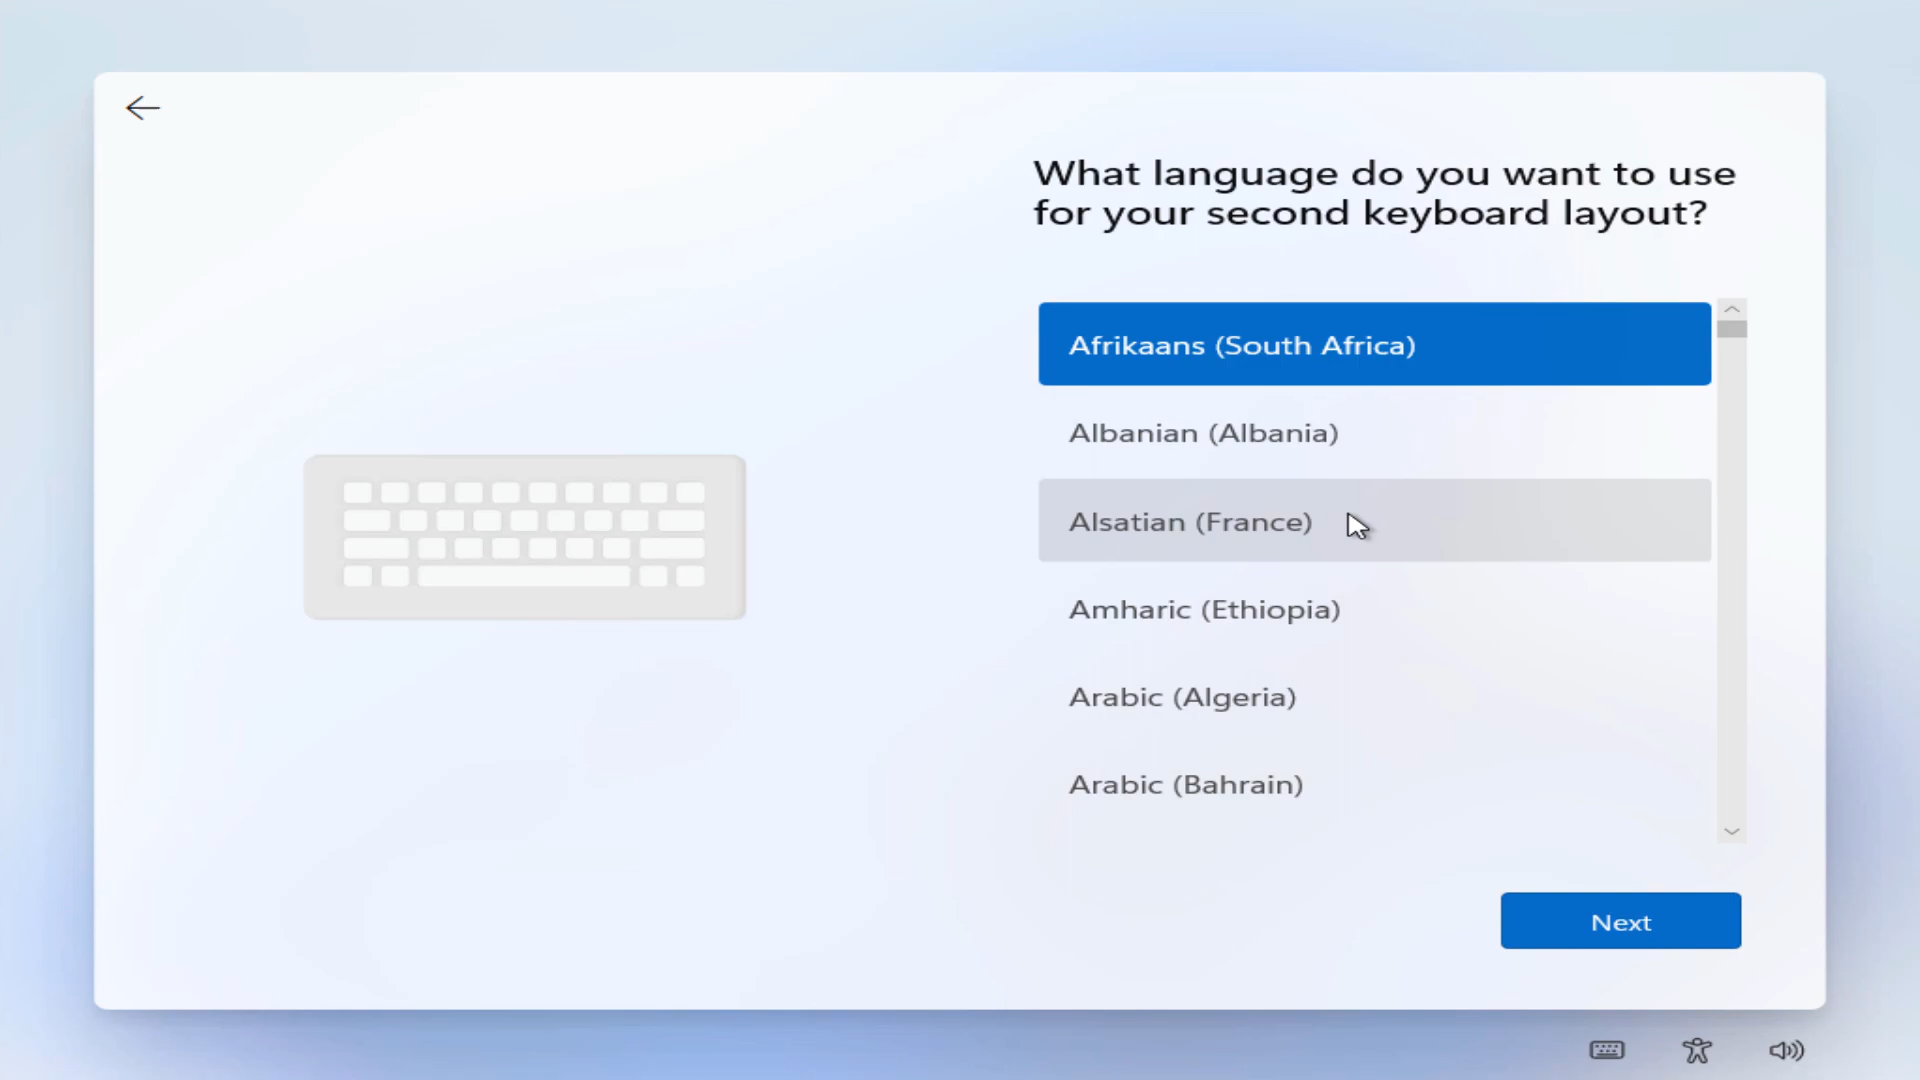 What language do you want to use
for your second keyboard layout?
Afrikaans (South Africa)
Albanian (Albania)
Alsatian (France)
Amharic (Ethiopia)
Arabic (Algeria)
Arabic (Bahrain)
Next